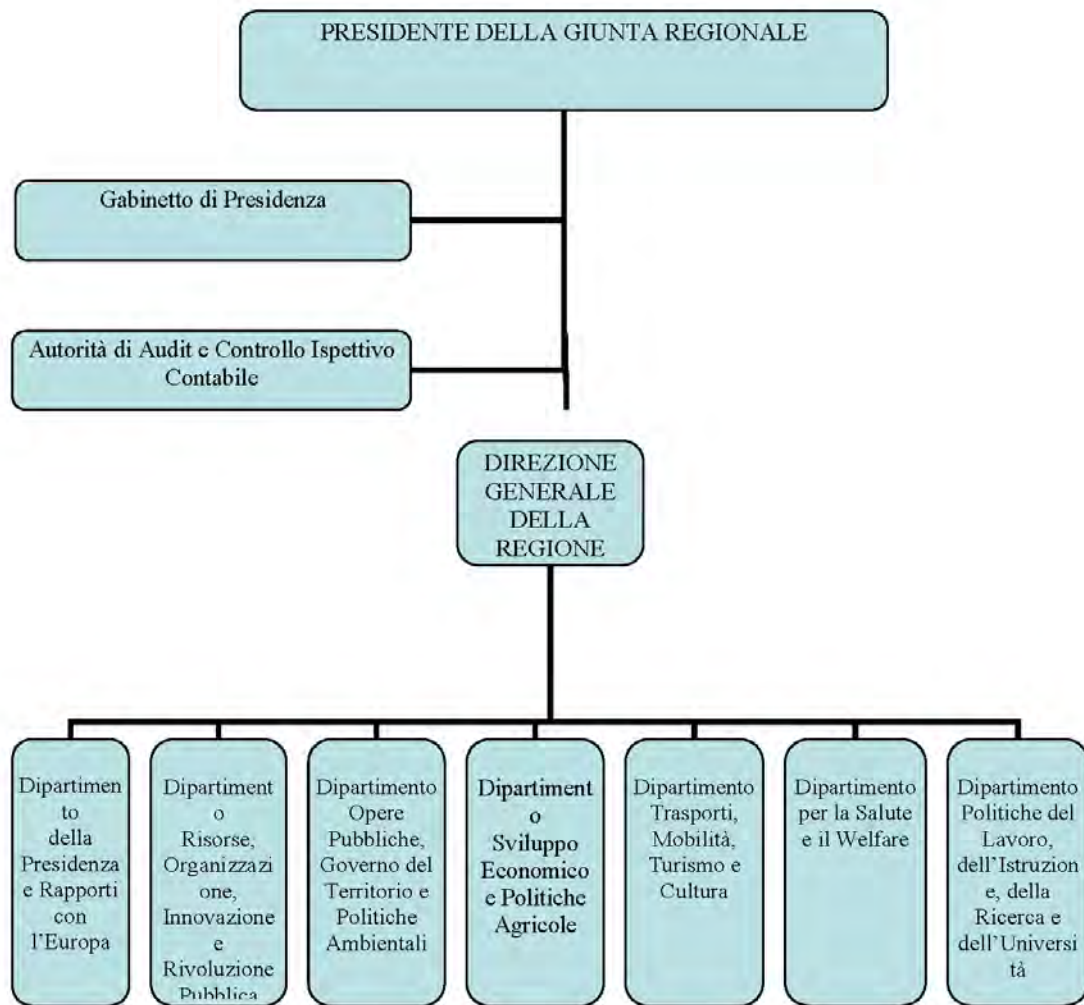 PRESIDENTE DELLA GIUNTA REGIONALE
Gabinetto di Presidenza
Autorità di Audit e Controllo Ispettivo
Contabile
DIREZIONE
GENERALE
DELLA
REGIONE
Dipartimen
to
della
Presidenza
e Rapporti
con
l'Europa
Dipartiment
o
Risorse,
Organizzazi
one,
Innovazione
e
Rivoluzione
Pubblica
Dipartimento
Opere
Pubbliche,
Governo del
Territorio e
Politiche
Ambientali
Dipartiment
o
Sviluppo
Economico
e Politiche
Agricole
Dipartimento
Trasporti,
Mobilità,
Turismo e
Cultura
Dipartimento
per la Salute
e il Welfare
Dipartimento
Politiche del
Lavoro,
dell'Istruzion
e, della
Ricerca e
dell'Universi
tà